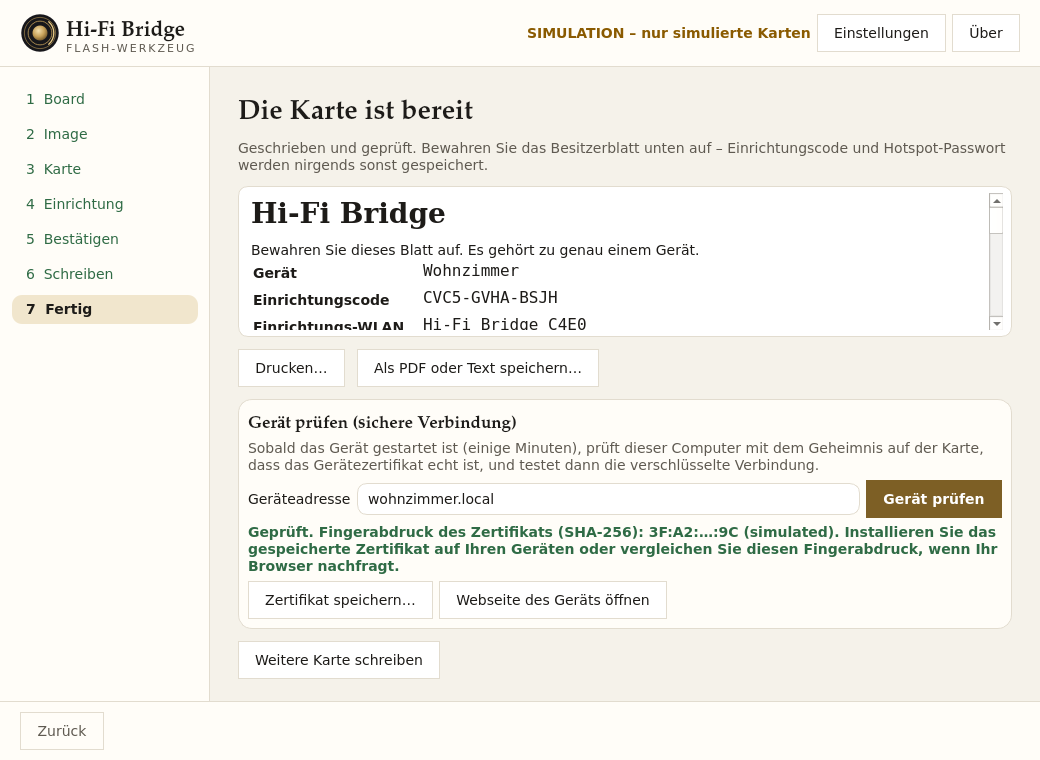 Hi-Fi Bridge
FLASH-WERKZEUG
SIMULATION – nur simulierte Karten
Einstellungen
Über
1 Board
2 Image
3 Karte
4 Einrichtung
5 Bestätigen
6 Schreiben
7 Fertig
Die Karte ist bereit
Geschrieben und geprüft. Bewahren Sie das Besitzerblatt unten auf – Einrichtungscode und Hotspot-Passwort
werden nirgends sonst gespeichert.
Hi-Fi Bridge
Bewahren Sie dieses Blatt auf. Es gehört zu genau einem Gerät.
Gerät Wohnzimmer
Einrichtungscode CVC5-GVHA-BSJH
Einrichtungs-WLAN Hi-Fi Bridge C4E0
Drucken…
Als PDF oder Text speichern…
Gerät prüfen (sichere Verbindung)
Sobald das Gerät gestartet ist (einige Minuten), prüft dieser Computer mit dem Geheimnis auf der Karte,
dass das Gerätezertifikat echt ist, und testet dann die verschlüsselte Verbindung.
Geräteadresse wohnzimmer.local Gerät prüfen
Geprüft. Fingerabdruck des Zertifikats (SHA-256): 3F:A2:…:9C (simulated). Installieren Sie das
gespeicherte Zertifikat auf Ihren Geräten oder vergleichen Sie diesen Fingerabdruck, wenn Ihr
Browser nachfragt.
Zertifikat speichern…
Webseite des Geräts öffnen
Weitere Karte schreiben
Zurück